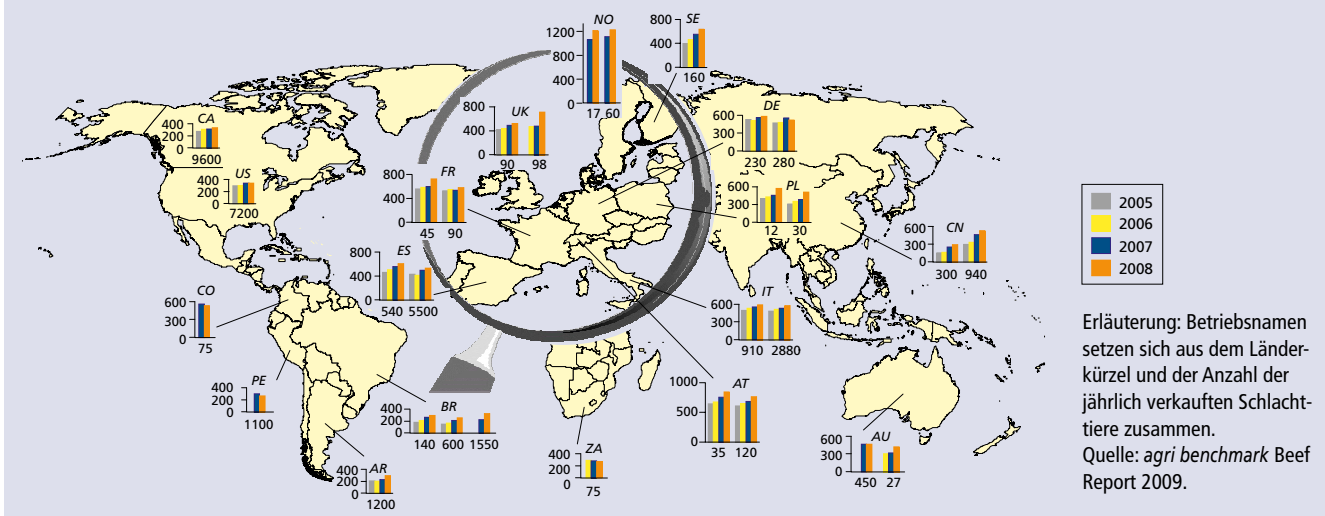 NO
1200
800
400
0
17 60
SE
800
400
0
160
UK
800
400
0
90 98
DE
600
300
0
230 280
CA
400
200
0
9600
US
400
200
0
7200
FR
800
400
0
45 90
PL
600
300
0
12 30
CN
600
300
0
300 940
ES
800
400
0
540 5500
CO
600
300
0
75
IT
600
300
0
910 2880
PE
400
200
0
1100
BR
400
200
0
140 600 1550
AT
1000
500
0
35 120
AU
600
300
0
450 27
ZA
400
200
0
75
AR
400
200
0
1200
2005
2006
2007
2008
Erläuterung: Betriebsnamen
setzen sich aus dem Länder-
kürzel und der Anzahl der
jährlich verkauften Schlacht-
tiere zusammen.
Quelle: agri benchmark Beef
Report 2009.